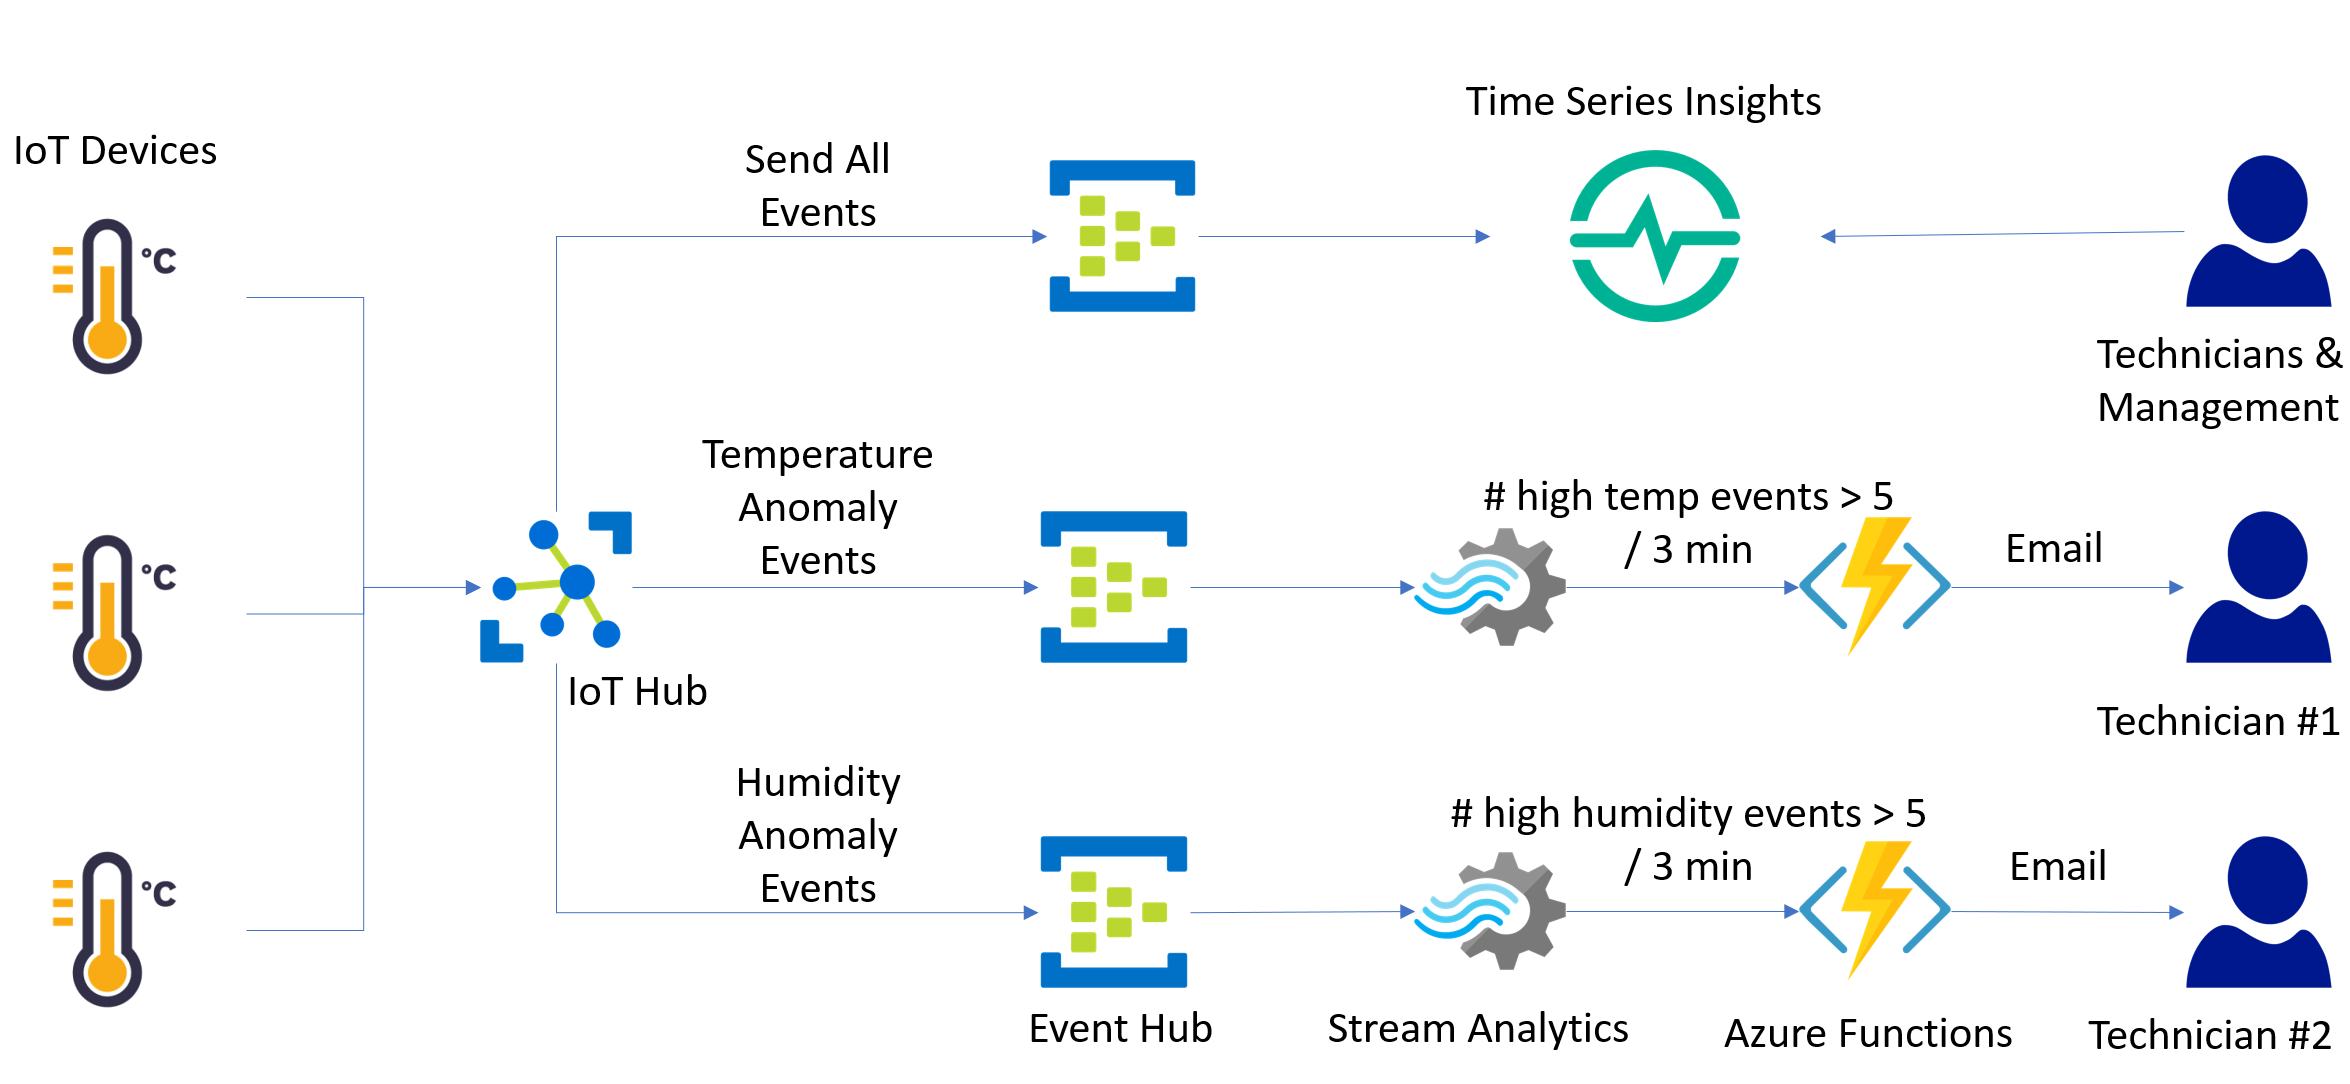 Time Series Insights
IoT Devices
Send All
Events
°C
Technicians &
Management
Temperature
Anomaly
Events
# high temp events > 5
/ 3 min
Email
°C
IoT Hub
Technician #1
Humidity
Anomaly
Events
# high humidity events > 5
/ 3 min
Email
°C
Event Hub
Stream Analytics
Azure Functions
Technician #2